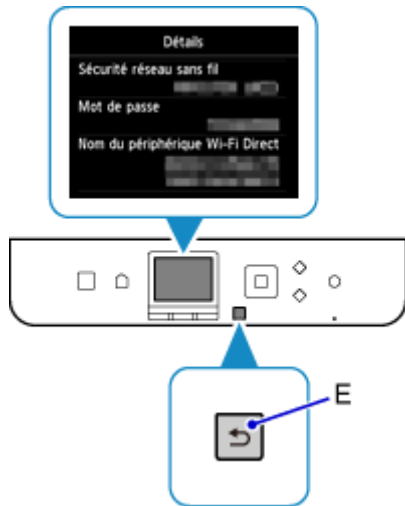 Détails
Sécurité réseau sans fil
Mot de passe
Nom du périphérique Wi-Fi Direct
E